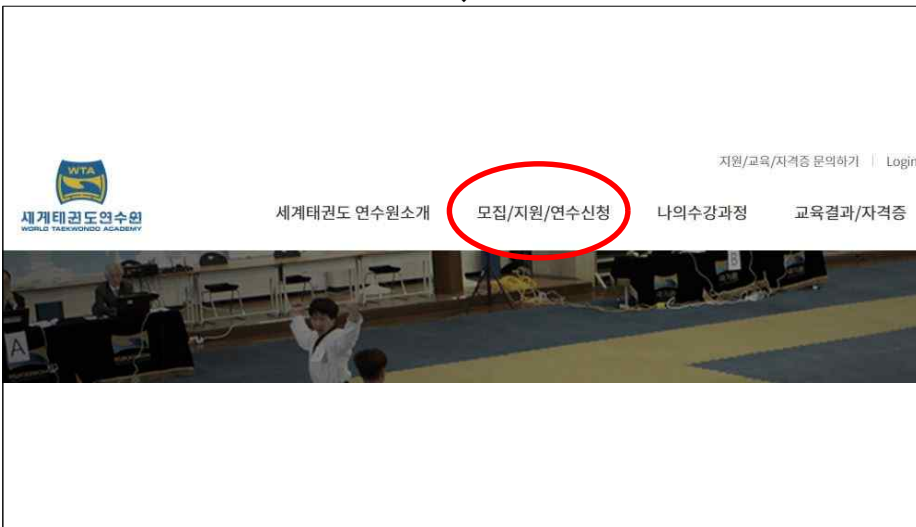 지원/교육/자격증 문의하기 | Login
WTA
세계태권도연수원
WORLD TAEKWONDO ACADEMY
세계태권도 연수원소개 모집/지원/연수신청 나의수강과정 교육결과/자격증
A
B